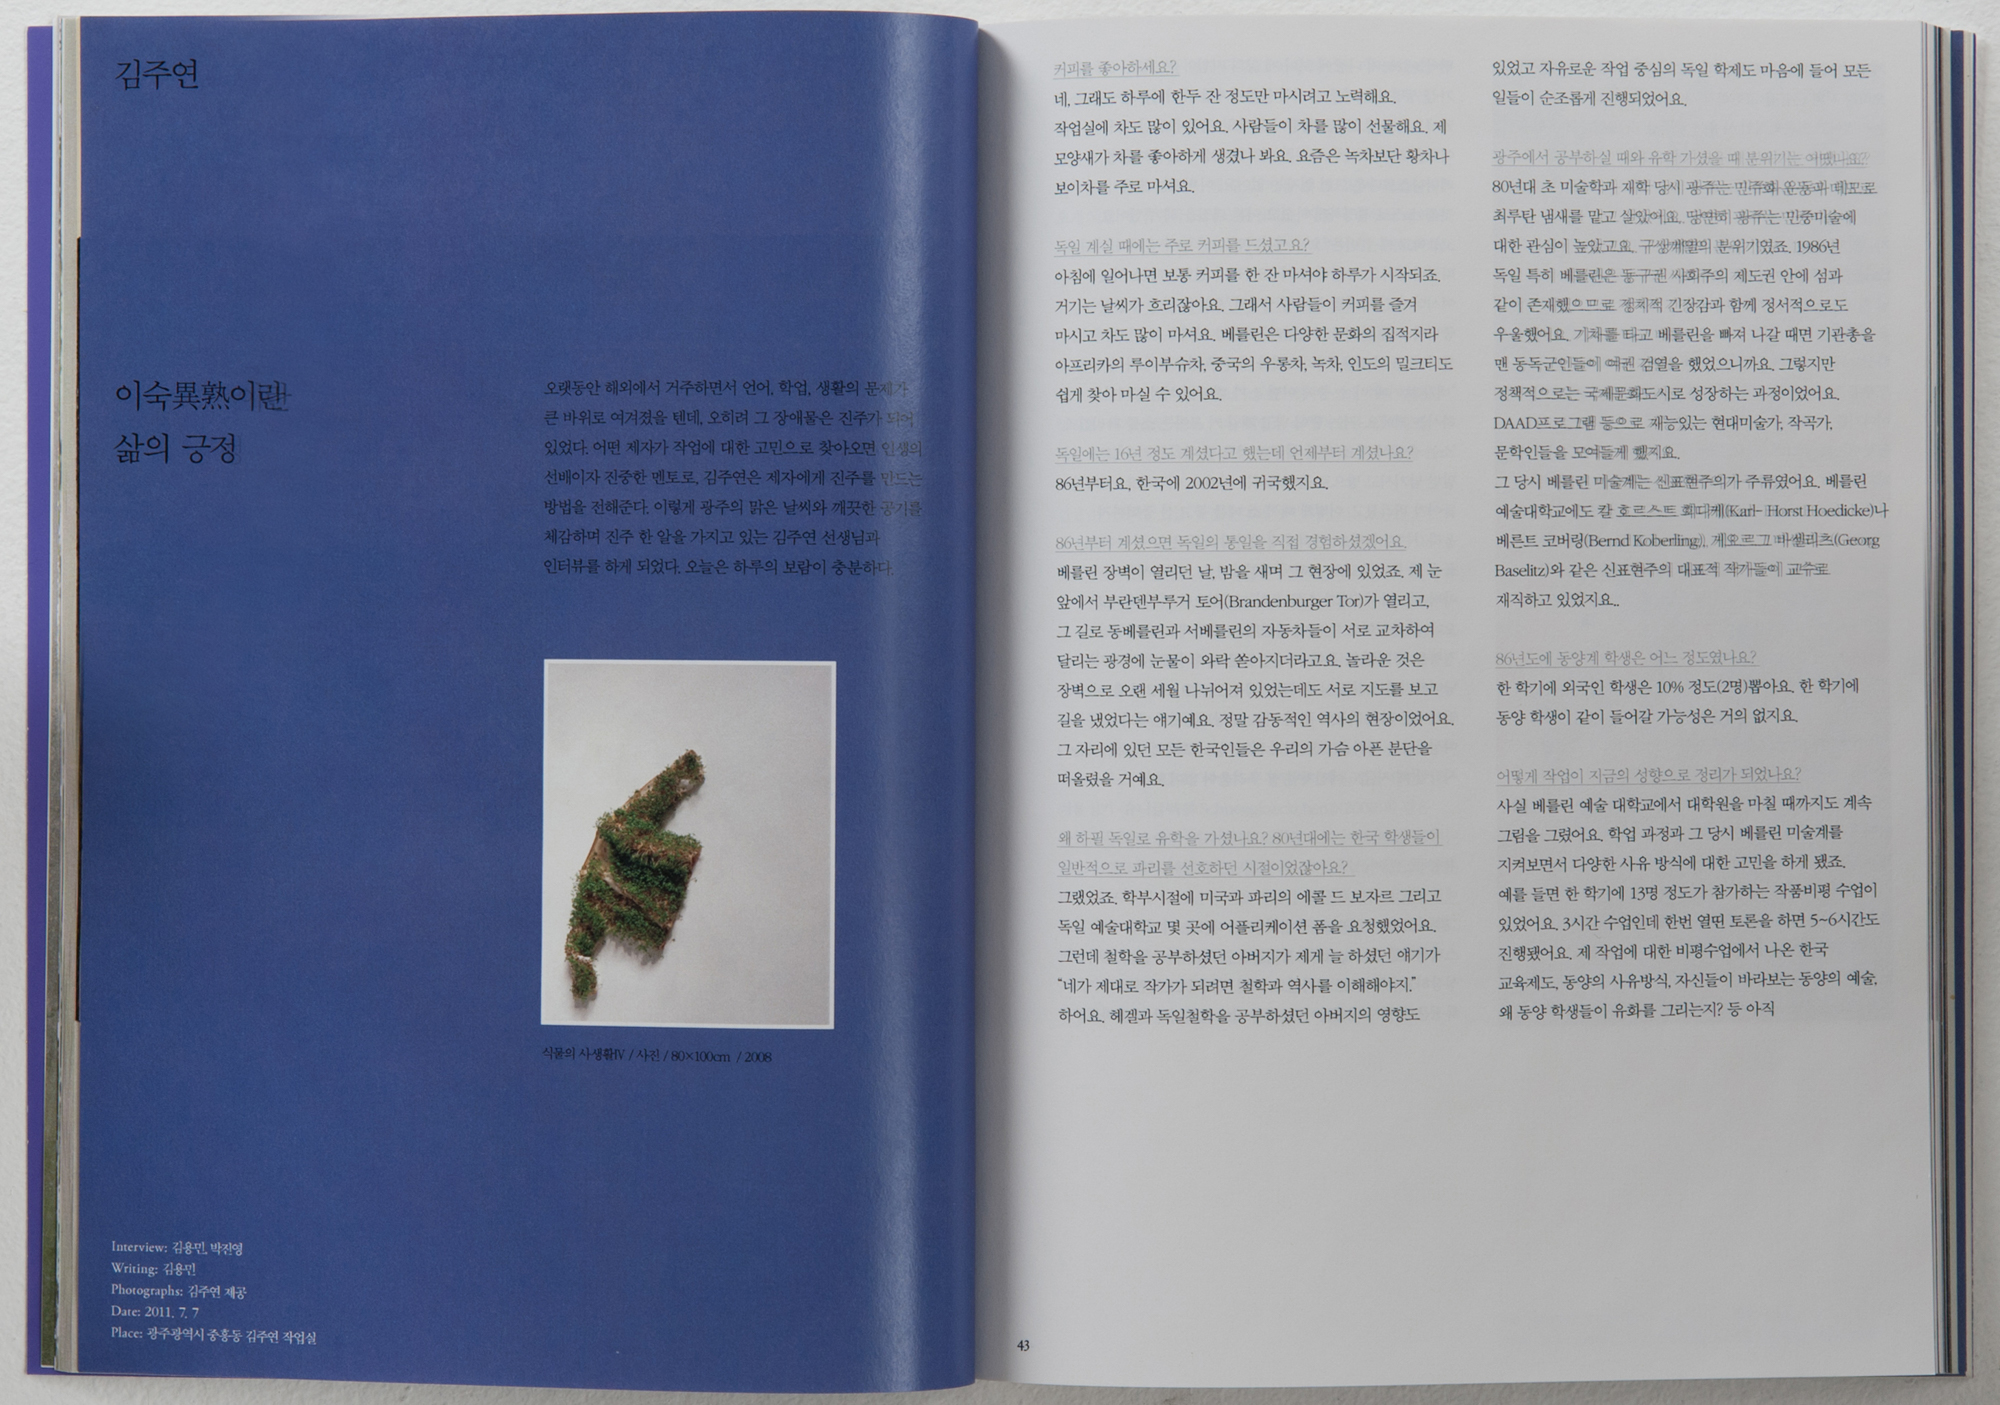 김주연
이숙異熟이란
삶의 긍정
오랫동안 해외에서 거주하면서 언어, 학업, 생활의 문제가
큰 바위로 여겨졌을 텐데, 오히려 그 장애물은 진주가 되어
있었다. 어떤 제자가 작업에 대한 고민으로 찾아오면 인생의
선배이자 진중한 멘토로, 김주연은 제자에게 진주를 만드는
방법을 전해준다. 이렇게 광주의 맑은 날씨와 깨끗한 공기를
체감하며 진주 한 알을 가지고 있는 김주연 선생님과
인터뷰를 하게 되었다. 오늘은 하루의 보람이 충분하다.
식물의 사생활IV / 사진 / 80×100cm / 2008
Interview: 김용민, 박진영
Writing: 김용민
Photographs: 김주연 제공
Date: 2011. 7. 7
Place: 광주광역시 중흥동 김주연 작업실
커피를 좋아하세요?
네, 그래도 하루에 한두 잔 정도만 마시려고 노력해요.
작업실에 차도 많이 있어요. 사람들이 차를 많이 선물해요. 제
모양새가 차를 좋아하게 생겼나 봐요. 요즘은 녹차보단 황차나
보이차를 주로 마셔요.
독일 계실 때에는 주로 커피를 드셨고요?
아침에 일어나면 보통 커피를 한 잔 마셔야 하루가 시작되죠.
거기는 날씨가 흐리잖아요. 그래서 사람들이 커피를 즐겨
마시고 차도 많이 마셔요. 베를린은 다양한 문화의 집적지라
아프리카의 루이부슈차, 중국의 우롱차, 녹차, 인도의 밀크티도
쉽게 찾아 마실 수 있어요.
독일에는 16년 정도 계셨다고 했는데 언제부터 계셨나요?
86년부터요, 한국에 2002년에 귀국했지요.
86년부터 계셨으면 독일의 통일을 직접 경험하셨겠어요.
베를린 장벽이 열리던 날, 밤을 새며 그 현장에 있었죠. 제 눈
앞에서 부란덴부루거 토어(Brandenburger Tor)가 열리고,
그 길로 동베를린과 서베를린의 자동차들이 서로 교차하여
달리는 광경에 눈물이 와락 쏟아지더라고요. 놀라운 것은
장벽으로 오랜 세월 나뉘어져 있었는데도 서로 지도를 보고
길을 냈었다는 얘기예요. 정말 감동적인 역사의 현장이었어요.
그 자리에 있던 모든 한국인들은 우리의 가슴 아픈 분단을
떠올렸을 거예요.
왜 하필 독일로 유학을 가셨나요? 80년대에는 한국 학생들이
일반적으로 파리를 선호하던 시절이었잖아요?
그랬었죠. 학부시절에 미국과 파리의 에콜 드 보자르 그리고
독일 예술대학교 몇 곳에 어플리케이션 폼을 요청했었어요.
그런데 철학을 공부하셨던 아버지가 제게 늘 하셨던 얘기가
“네가 제대로 작가가 되려면 철학과 역사를 이해해야지.”
하어요. 헤겔과 독일철학을 공부하셨던 아버지의 영향도
43
있었고 자유로운 작업 중심의 독일 학제도 마음에 들어 모든
일들이 순조롭게 진행되었어요.
광주에서 공부하실 때와 유학 가셨을 때 분위기는 어땠나요?
80년대 초 미술학과 재학 당시 광주는 민주화 운동과 데모로
최루탄 냄새를 맡고 살았어요. 당연히 광주는 민중미술에
대한 관심이 높았고요. 구상계열의 분위기였죠. 1986년
독일 특히 베를린은 동구권 사회주의 제도권 안에 섬과
같이 존재했으므로 정치적 긴장감과 함께 정서적으로도
우울했어요. 기차를 타고 베를린을 빠져 나갈 때면 기관총을
맨 동독군인들이 여권 검열을 했었으니까요. 그렇지만
정책적으로는 국제문화도시로 성장하는 과정이었어요.
DAAD프로그램 등으로 재능있는 현대미술가, 작곡가,
문학인들을 모여들게 했지요.
그 당시 베를린 미술계는 신표현주의가 주류였어요. 베를린
예술대학교에도 칼 호르스트 회디케(Karl- Horst Hoedicke)나
베른트 코버링(Bernd Koberling), 게오르그 바셀리츠(Georg
Baselitz)와 같은 신표현주의 대표적 작가들이 교수로
재직하고 있었지요..
86년도에 동양계 학생은 어느 정도였나요?
한 학기에 외국인 학생은 10% 정도(2명)뽑아요. 한 학기에
동양 학생이 같이 들어갈 가능성은 거의 없지요.
어떻게 작업이 지금의 성향으로 정리가 되었나요?
사실 베를린 예술 대학교에서 대학원을 마칠 때까지도 계속
그림을 그렸어요. 학업 과정과 그 당시 베를린 미술계를
지켜보면서 다양한 사유 방식에 대한 고민을 하게 됐죠.
예를 들면 한 학기에 13명 정도가 참가하는 작품비평 수업이
있었어요. 3시간 수업인데 한번 열띤 토론을 하면 5~6시간도
진행됐어요. 제 작업에 대한 비평수업에서 나온 한국
교육제도, 동양의 사유방식, 자신들이 바라보는 동양의 예술,
왜 동양 학생들이 유화를 그리는지? 등 아직